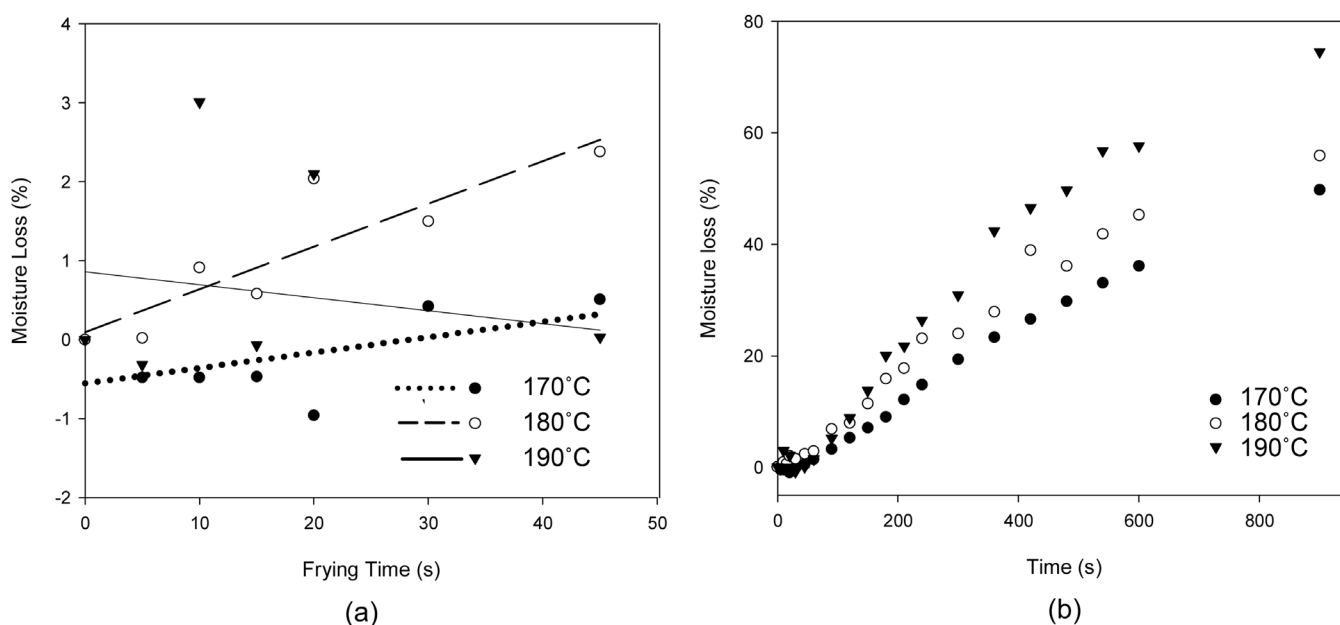 4
3
2
1
0
-1
-2
Moisture Loss (%)
0 10 20 30 40 50
Frying Time (s)
170˚C
180˚C
190˚C
(a)
80
60
40
20
0
Moisture loss (%)
0 200 400 600 800
Time (s)
170˚C
180˚C
190˚C
(b)